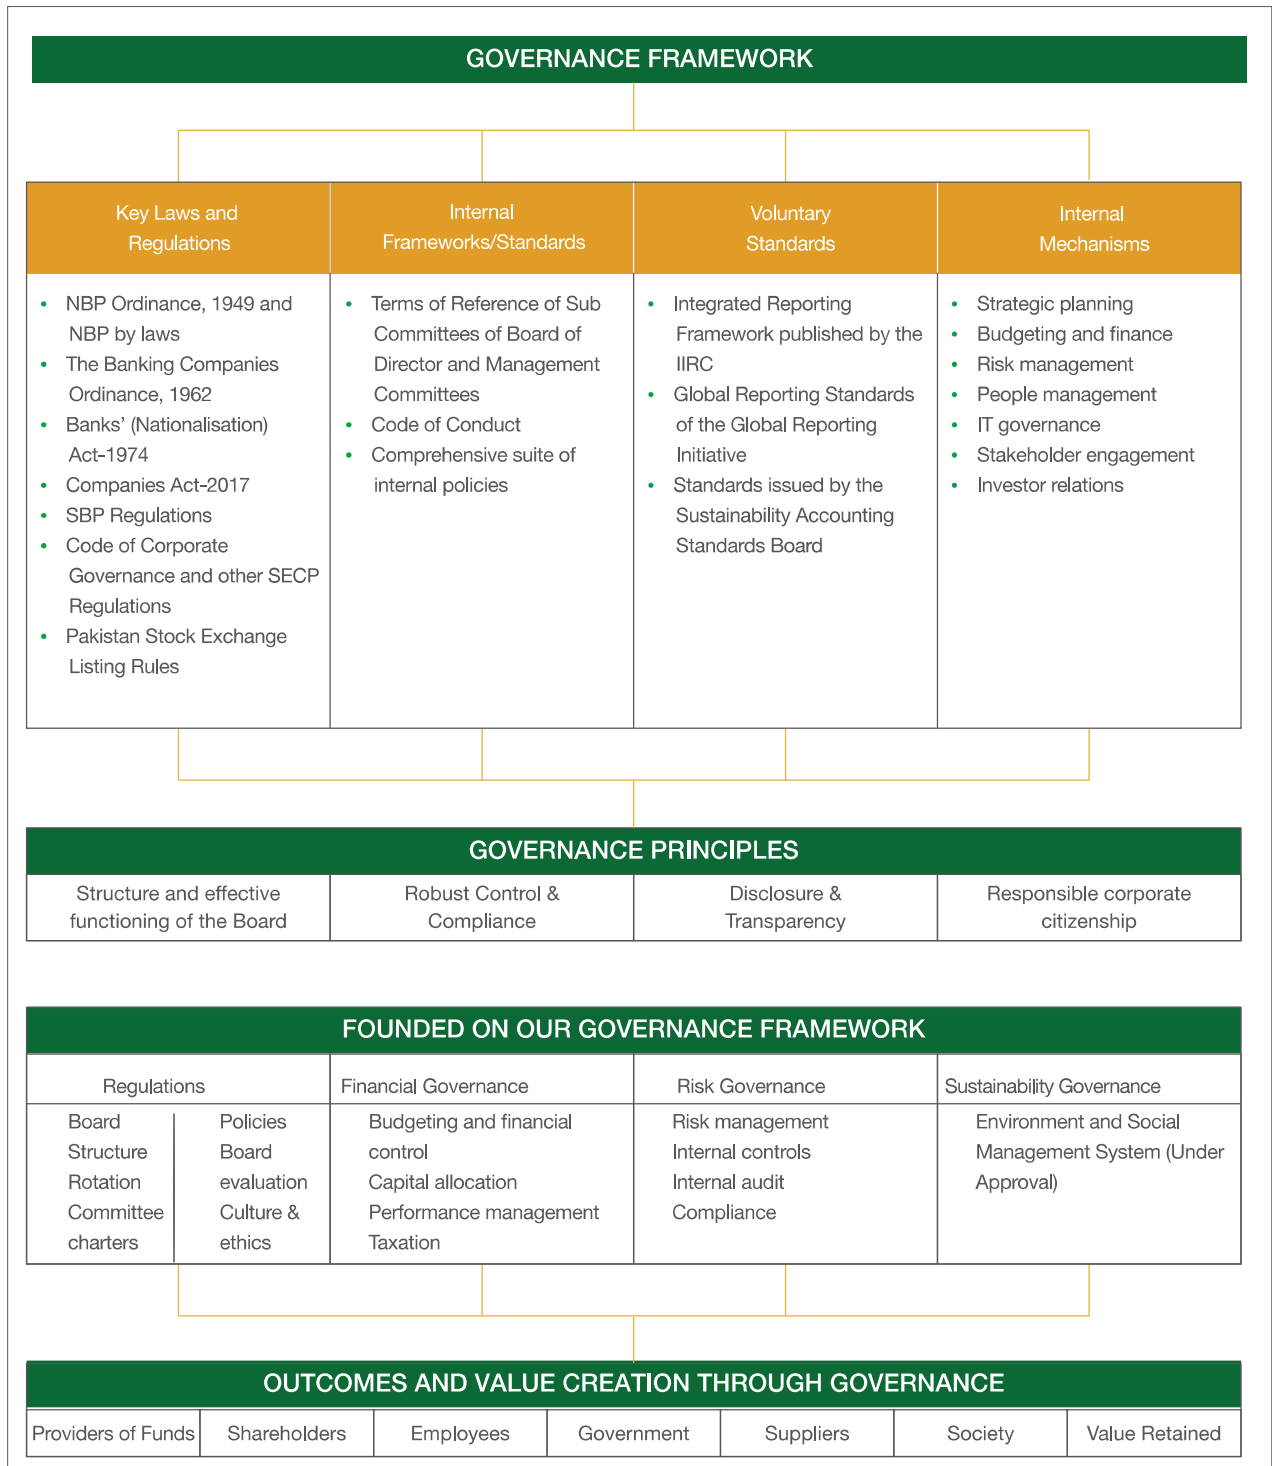 GOVERNANCE FRAMEWORK
Key Laws and
Regulations
• NBP Ordinance, 1949 and
NBP by laws
• The Banking Companies
Ordinance, 1962
• Banks’ (Nationalisation)
Act-1974
• Companies Act-2017
• SBP Regulations
• Code of Corporate
Governance and other SECP
Regulations
• Pakistan Stock Exchange
Listing Rules
Internal
Frameworks/Standards
• Terms of Reference of Sub
Committees of Board of
Director and Management
Committees
• Code of Conduct
• Comprehensive suite of
internal policies
Voluntary
Standards
• Integrated Reporting
Framework published by the
IIRC
• Global Reporting Standards
of the Global Reporting
Initiative
• Standards issued by the
Sustainability Accounting
Standards Board
Internal
Mechanisms
• Strategic planning
• Budgeting and finance
• Risk management
• People management
• IT governance
• Stakeholder engagement
• Investor relations
GOVERNANCE PRINCIPLES
Structure and effective
functioning of the Board
Robust Control &
Compliance
Disclosure &
Transparency
Responsible corporate
citizenship
FOUNDED ON OUR GOVERNANCE FRAMEWORK
Regulations
Board
Structure
Rotation
Committee
charters
Policies
Board
evaluation
Culture &
ethics
Financial Governance
Budgeting and financial
control
Capital allocation
Performance management
Taxation
Risk Governance
Risk management
Internal controls
Internal audit
Compliance
Sustainability Governance
Environment and Social
Management System (Under
Approval)
OUTCOMES AND VALUE CREATION THROUGH GOVERNANCE
Providers of Funds
Shareholders
Employees
Government
Suppliers
Society
Value Retained